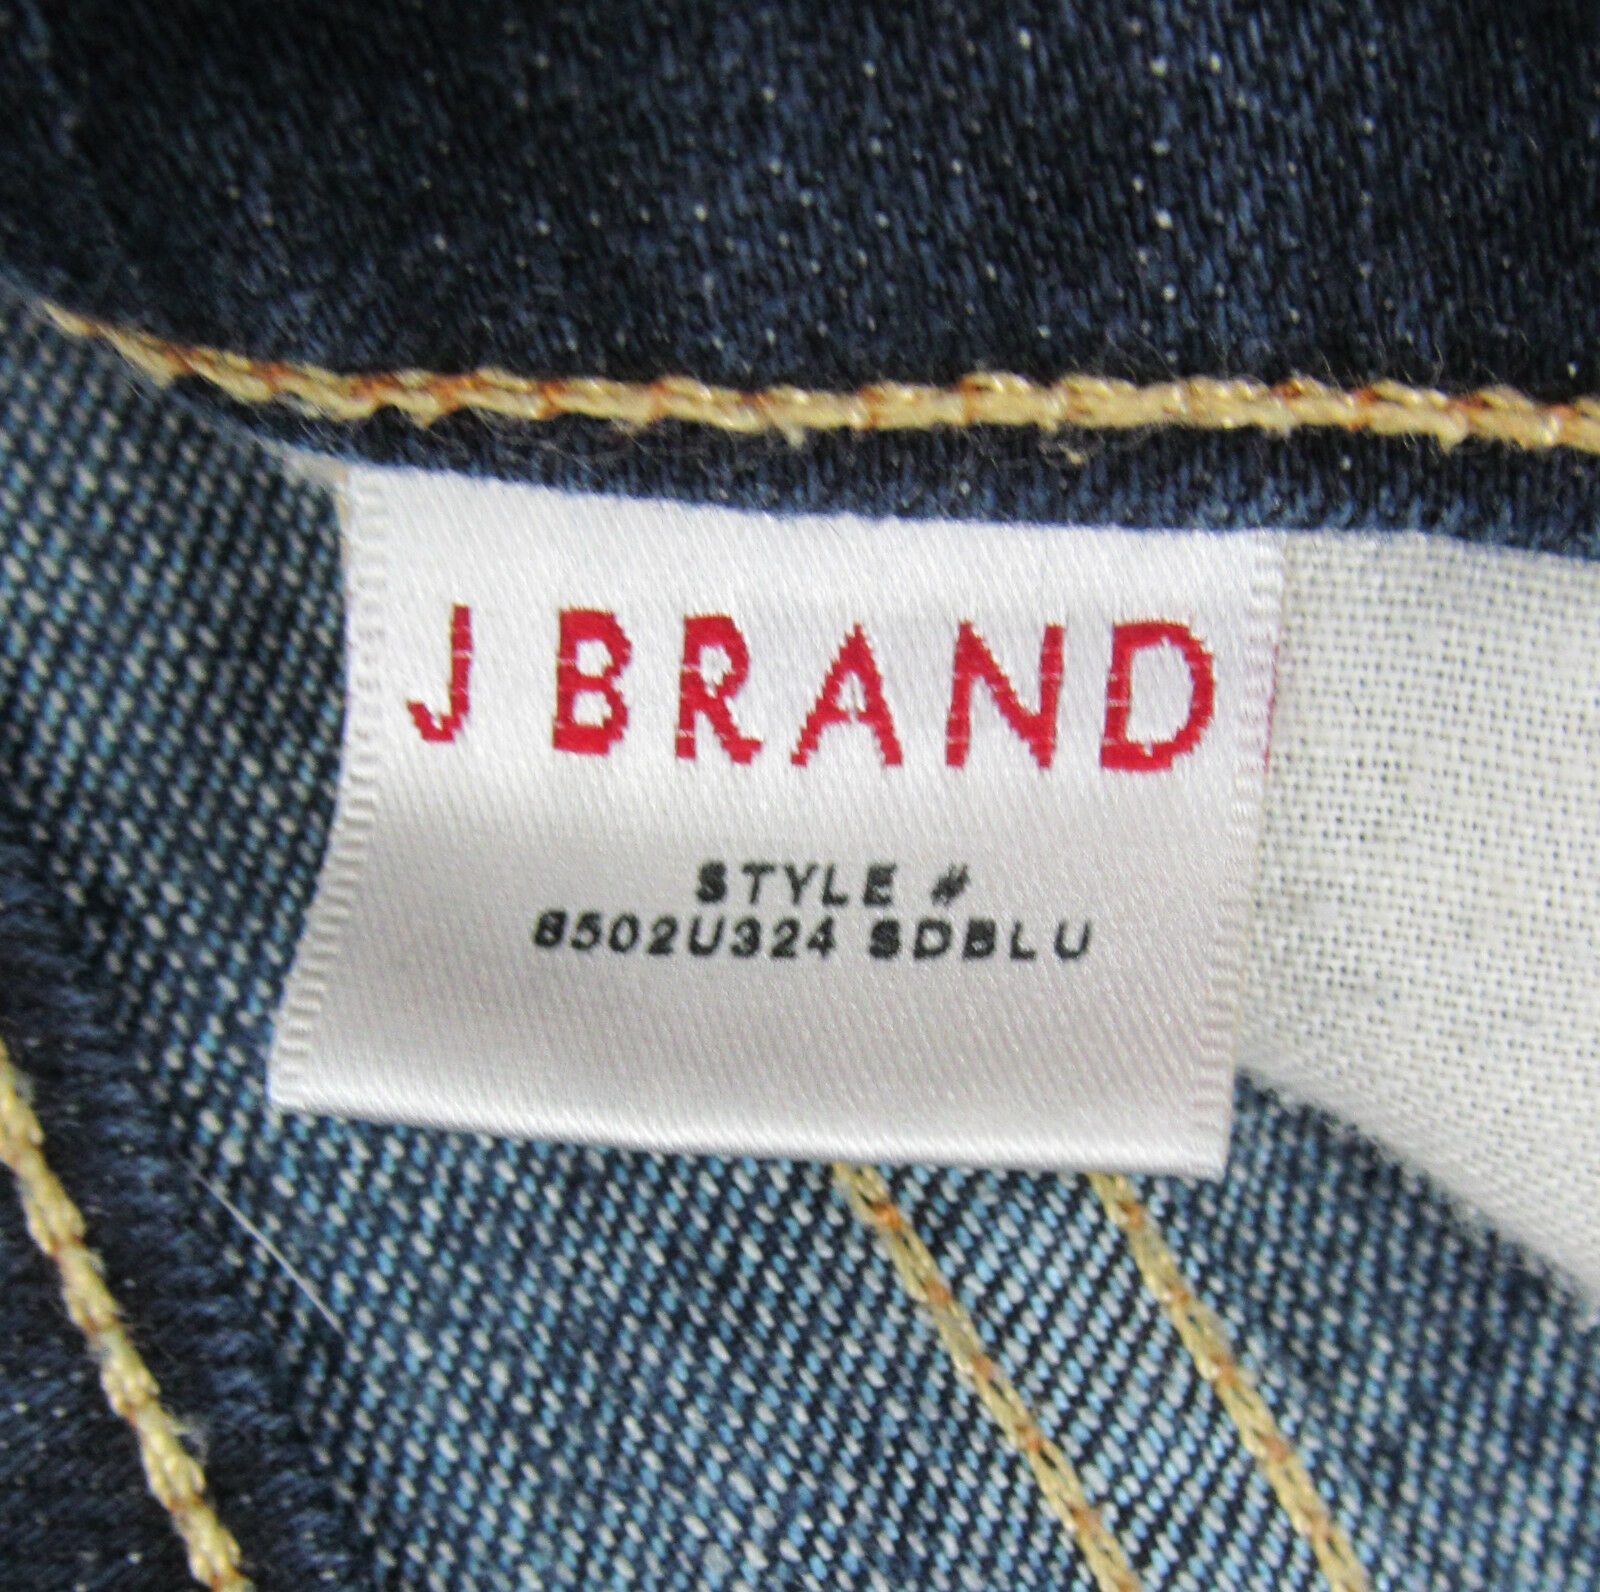 J BRAND
STYLE #
8502U324 SDBLU